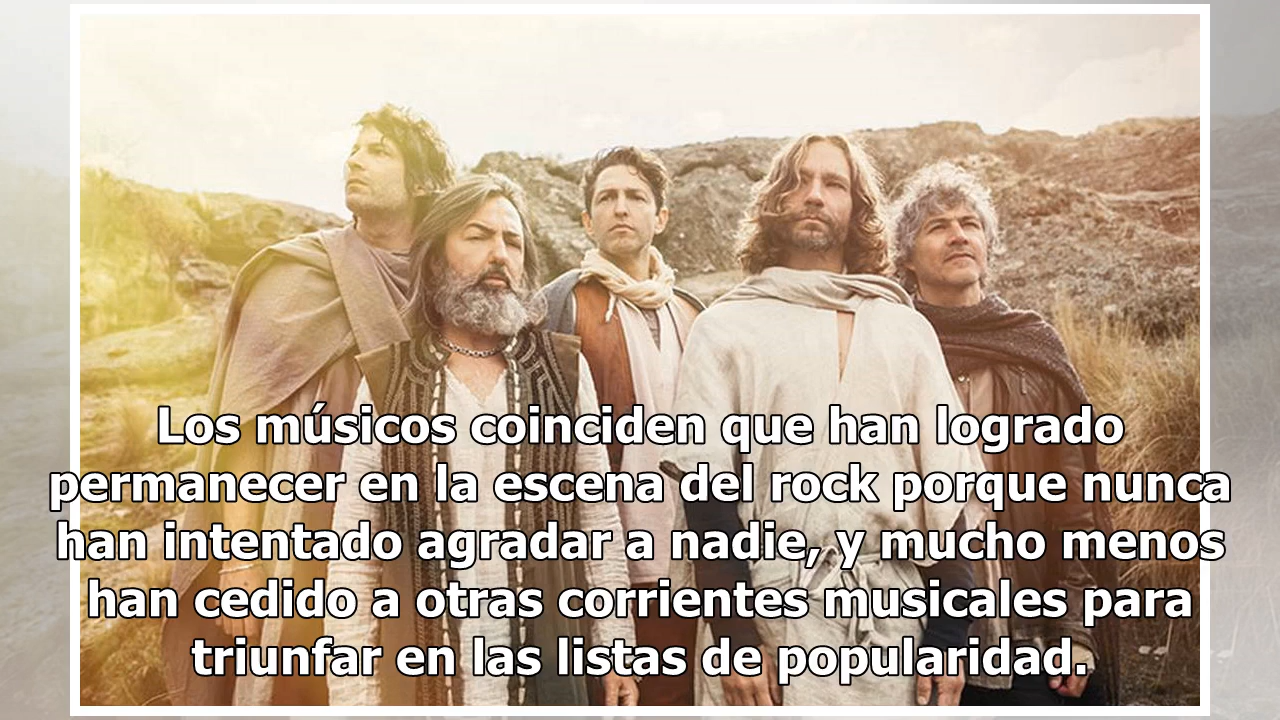 Los músicos coinciden que han logrado
permanecer en la escena del rock porque nunca
han intentado agradar a nadie, y mucho menos
han cedido a otras corrientes musicales para
triunfar en las listas de popularidad.